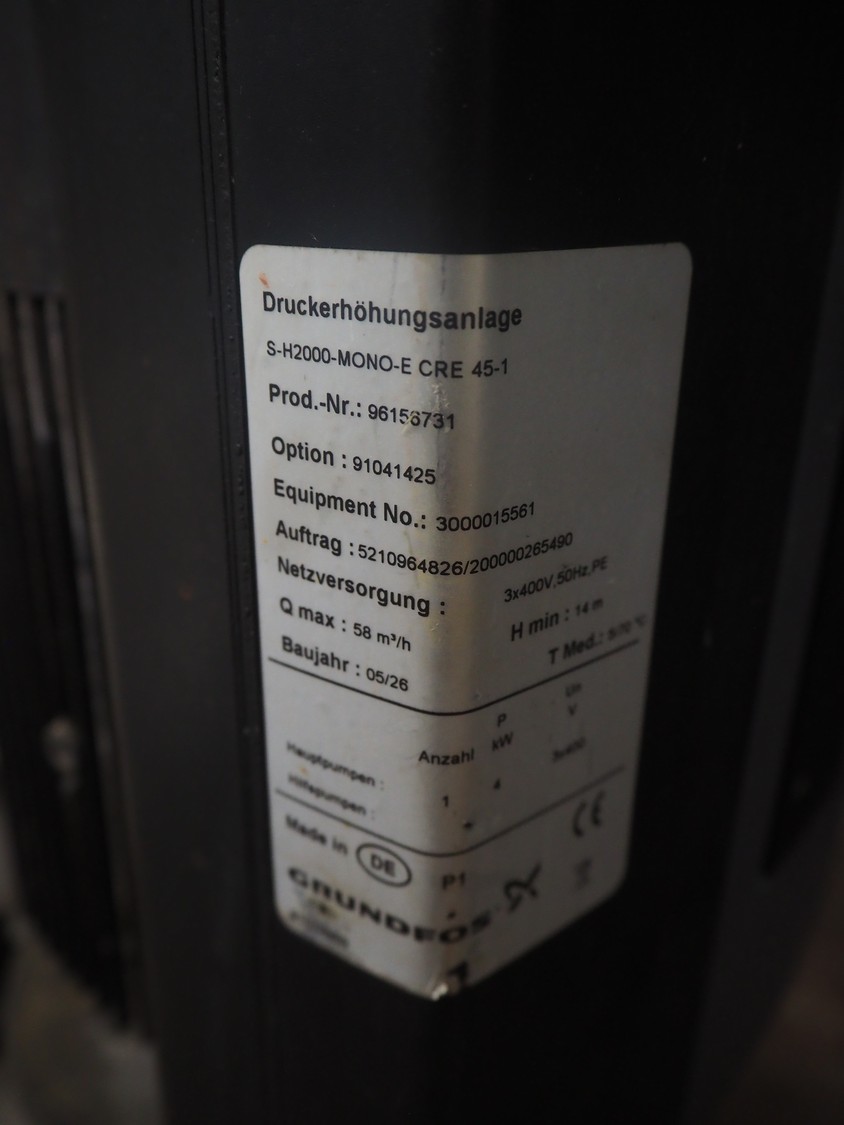 Druckerhöhungsanlage
S-H2000-MONO-E CRE 45-1
Prod.-Nr.: 96156731
Option : 91041425
Equipment No.: 3000015561
Auftrag : 5210964826/200000265490
Netzversorgung : 3x400V,50Hz,PE
Q max : 58 m³/h H min : 14 m
Baujahr : 05/26 T Med.:
Anzahl P kW V
Hauptpumpen : 1 4 3x400
Hilfspumpen : -
Made in DE P1 CE
GRUNDFOS